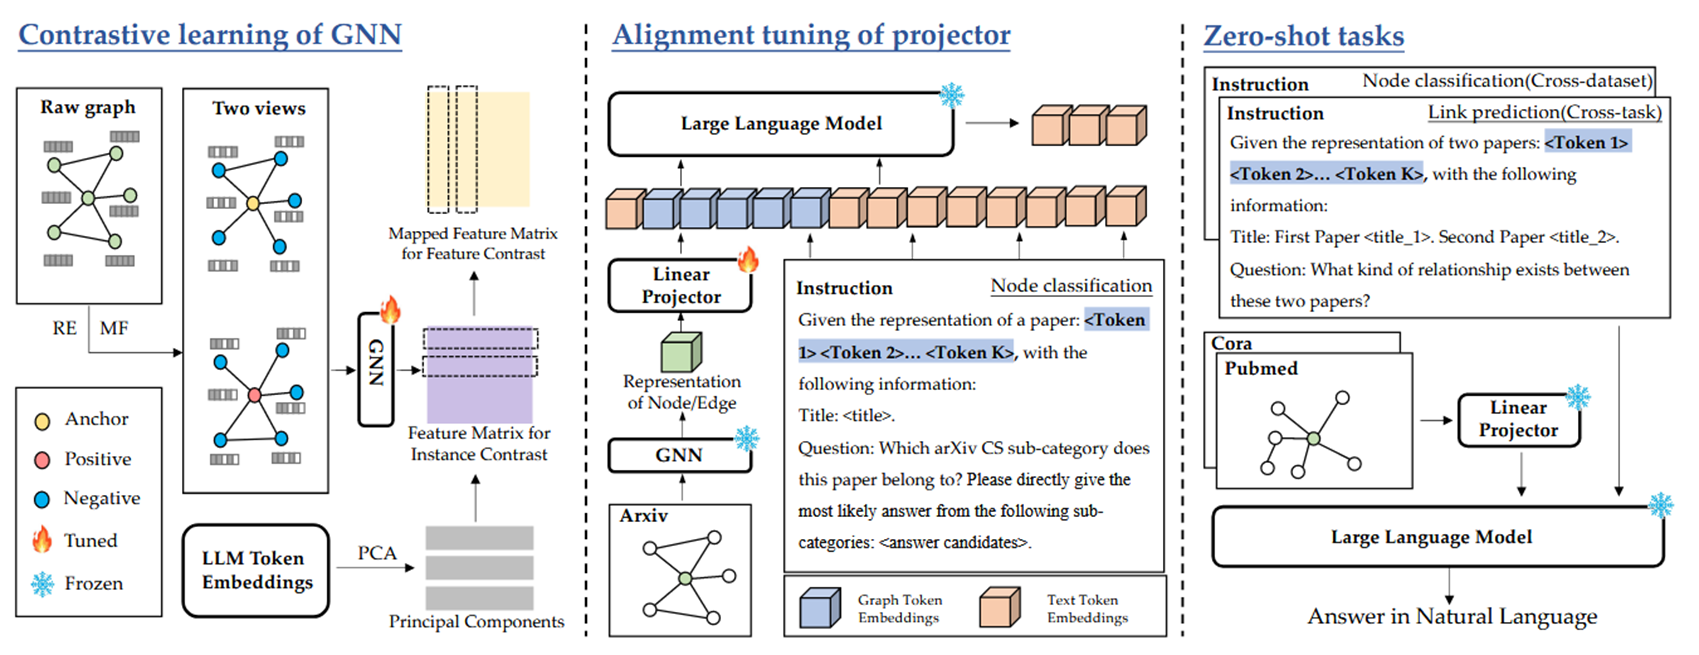 Contrastive learning of GNN
Raw graph
Two views
RE MF
GNN
Mapped Feature Matrix
for Feature Contrast
Feature Matrix for
Instance Contrast
Anchor
Positive
Negative
Tuned
Frozen
LLM Token
Embeddings
PCA
Principal Components
Alignment tuning of projector
Large Language Model
Linear
Projector
Representation
of Node/Edge
GNN
Arxiv
Instruction Node classification
Given the representation of a paper: <Token
1> <Token 2>... <Token K>, with the
following information:
Title: <title>.
Question: Which arXiv CS sub-category does
this paper belong to? Please directly give the
most likely answer from the following sub-
categories: <answer candidates>.
Graph Token
Embeddings
Text Token
Embeddings
Zero-shot tasks
Instruction Node classification(Cross-dataset)
Instruction Link prediction(Cross-task)
Given the representation of two papers: <Token 1>
<Token 2>... <Token K>, with the following
information:
Title: First Paper <title_1>. Second Paper <title_2>.
Question: What kind of relationship exists between
these two papers?
Cora
Pubmed
Linear
Projector
Large Language Model
Answer in Natural Language